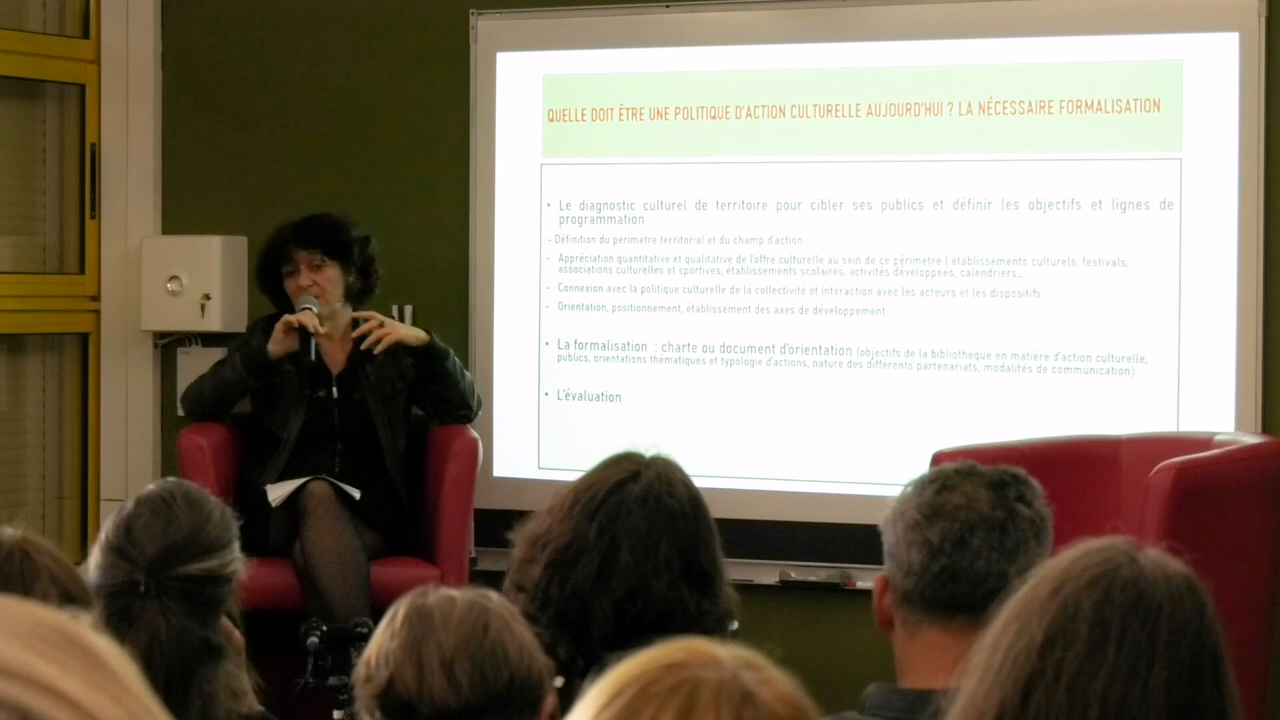 QUELLE DOIT ÊTRE UNE POLITIQUE D'ACTION CULTURELLE AUJOURD'HUI ? LA NÉCESSAIRE FORMALISATION
• Le diagnostic culturel de territoire pour cibler ses publics et définir les objectifs et lignes de
programmation
- Définition du périmètre territorial et du champ d'action
- Appréciation quantitative et qualitative de l'offre culturelle au sein de ce périmètre ( établissements culturels, festivals,
associations culturelles et sportives, établissements scolaires, activités développées, calendriers...
- Connexion avec la politique culturelle de la collectivité et interaction avec les acteurs et les dispositifs
- Orientation, positionnement, établissement des axes de développement
• La formalisation : charte ou document d'orientation (objectifs de la bibliothèque en matière d'action culturelle,
publics, orientations thématiques et typologie d'actions, nature des différents partenariats, modalités de communication)
• L'évaluation